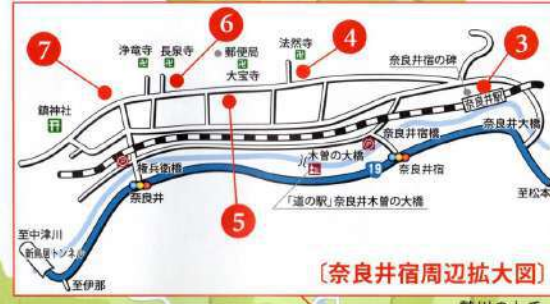 浄竜寺
長泉寺
6
郵便局
大宝寺
法然寺
4
3
7
奈良井宿の碑
鎮神社
奈良井駅
奈良井宿橋
奈良井大橋
権兵衛橋
木曽の大橋
19
奈良井宿
5
「道の駅」奈良井木曽の大橋
奈良井
至松本
至中津川
新鳥居トンネル
至伊那
〔奈良井宿周辺拡大図〕